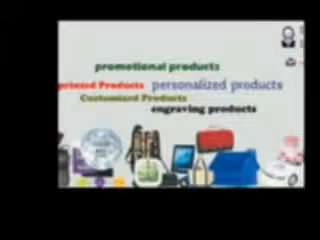 promotional products
printed Products personalized products
Customized Products
engraving products